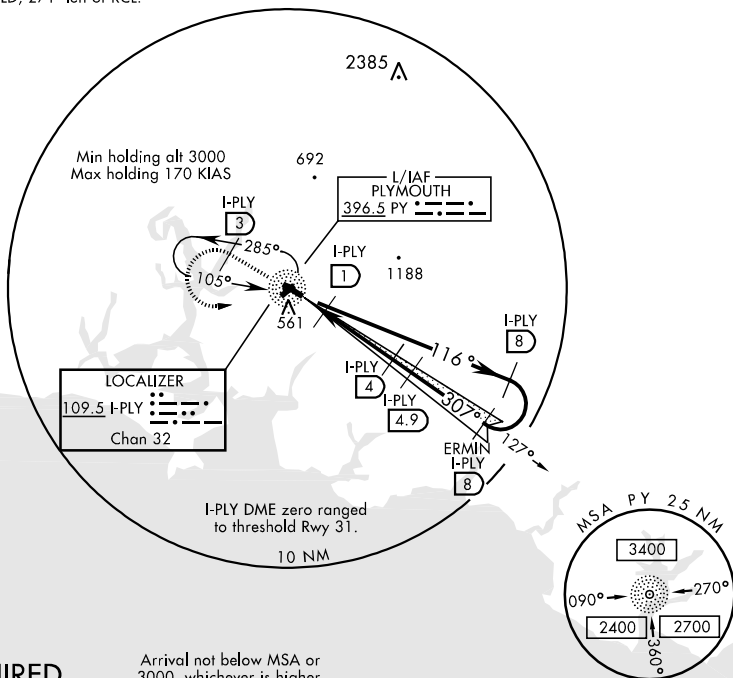 2385
Min holding alt 3000
Max holding 170 KIAS
692
L/IAF
PLYMOUTH
396.5 PY
I-PLY
3
285°
105°
I-PLY
1
1188
561
I-PLY
8
116°
I-PLY
4
I-PLY
4.9
307°
LOCALIZER
109.5 I-PLY
Chan 32
ERMIN
I-PLY
8
127°
I-PLY DME zero ranged
to threshold Rwy 31.
10 NM
MSA PY 25 NM
3400
090°
270°
2400
2700
360°
Arrival not below MSA or
3000, whichever is higher